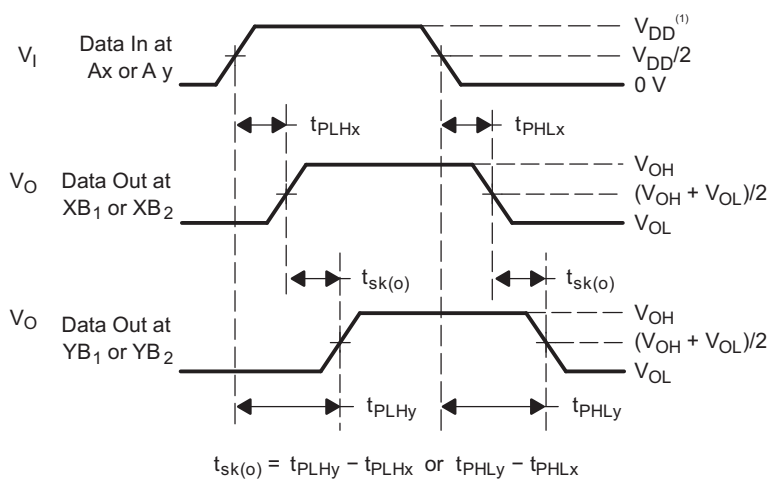 V_I
Data In at
Ax or A y
V_DD^(1)
V_DD/2
0 V
t_PLHx
t_PHLx
V_O
Data Out at
XB_1 or XB_2
V_OH
(V_OH + V_OL)/2
V_OL
t_sk(o)
t_sk(o)
V_O
Data Out at
YB_1 or YB_2
V_OH
(V_OH + V_OL)/2
V_OL
t_PLHy
t_PHLy
t_sk(o) = t_PLHy − t_PLHx or t_PHLy − t_PHLx